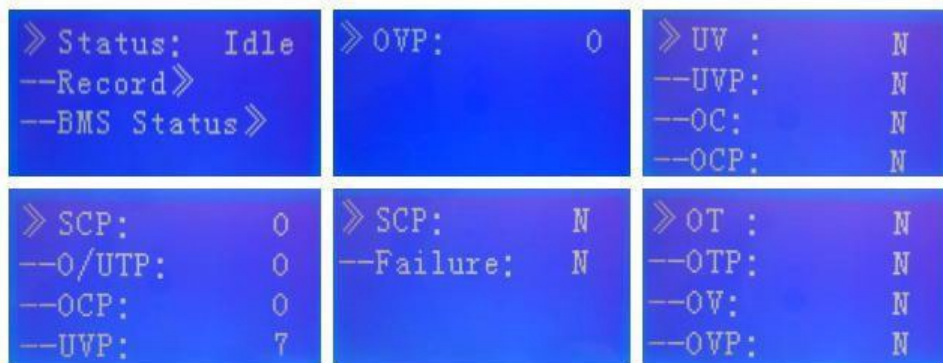 》Status: Idle
--Record》
--BMS Status》
》OVP: 0
》UV : N
--UVP: N
--OC: N
--OCP: N
》SCP: 0
--O/UTP: 0
--OCP: 0
--UVP: 7
》SCP: N
--Failure: N
》OT : N
--OTP: N
--OV: N
--OVP: N